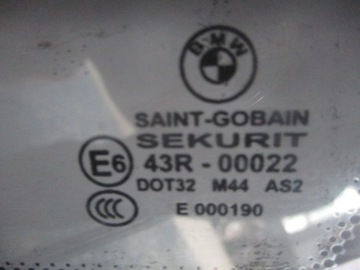 BMW
SAINT-GOBAIN
SEKURIT
E6 43R - 00022
DOT32 M44 AS2
CCC E 000190